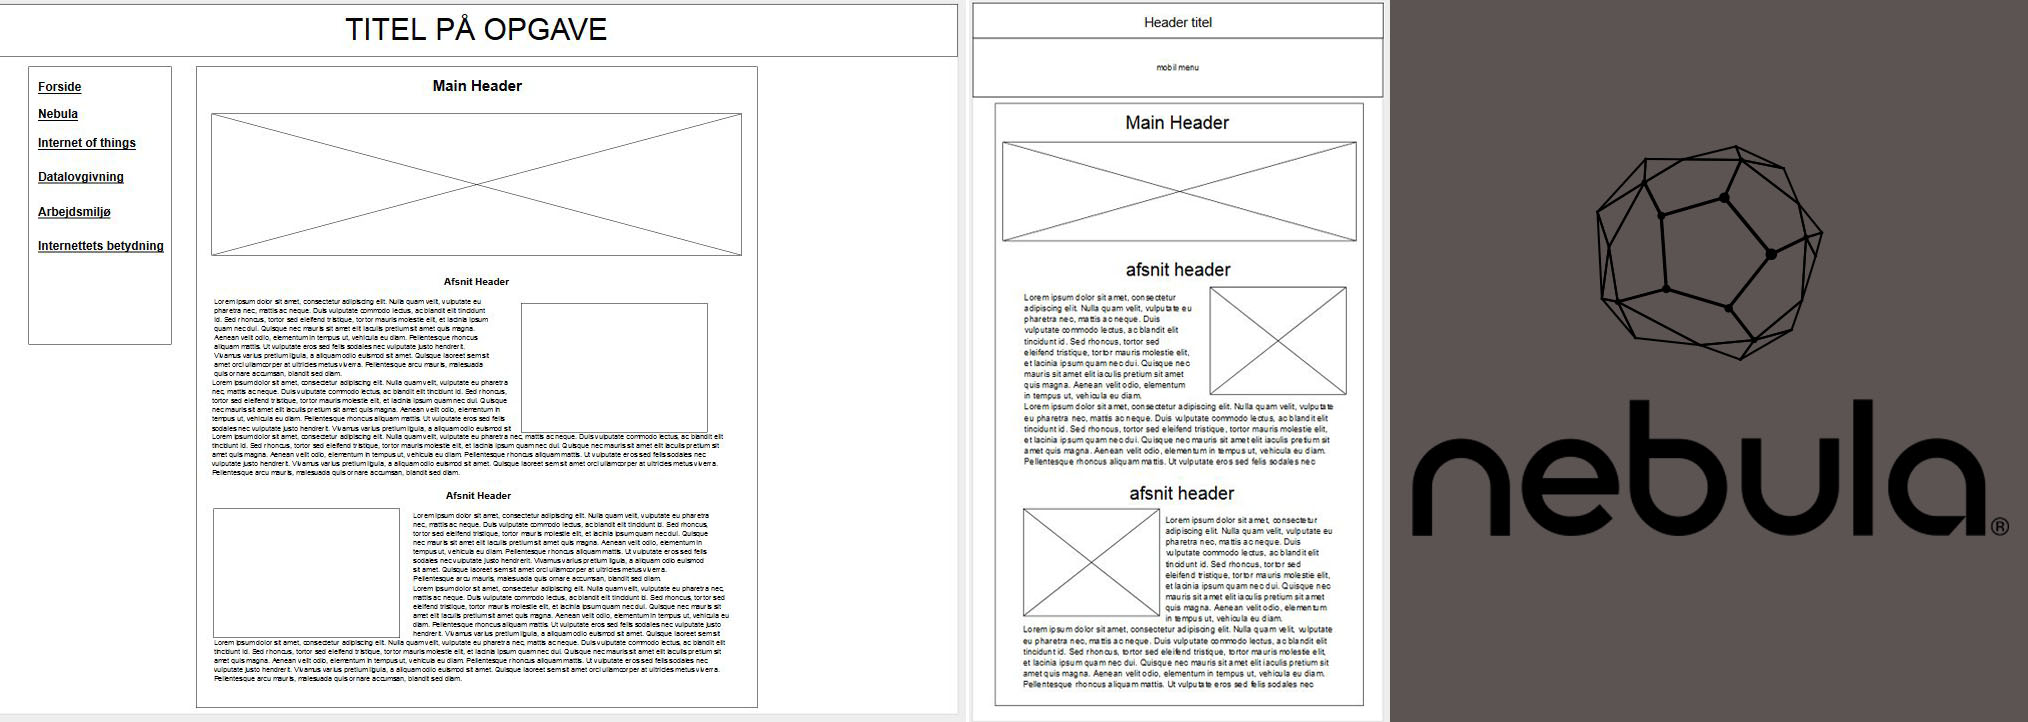 TITEL PÅ OPGAVE
Forside
Nebula
Internet of things
Datalovgivning
Arbejdsmiljø
Internettets betydning
Main Header
Afsnit Header
Lorem ipsum dolor sit amet, consectetur adipiscing elit. Nulla quam velit, vulputate eu
pharetra nec, mattis ac neque. Duis vulputate commodo lectus, ac blandit elit tincidunt
id. Sed rhoncus, tortor sed eleifend tristique, tortor mauris molestie elit, et lacinia ipsum
quam nec dui. Quisque nec mauris sit amet elit iaculis pretium sit amet quis magna.
Aenean velit odio, elementum in tempus ut, vehicula eu diam. Pellentesque rhoncus
aliquam mattis. Ut vulputate eros sed felis sodales nec vulputate justo hendrerit.
Vivamus varius pretium ligula, a aliquam odio euismod sit amet. Quisque laoreet sem sit
amet orci ullamcorper at ultricies metus viverra. Pellentesque arcu mauris, malesuada
quis ornare accumsan, blandit sed diam.
Lorem ipsum dolor sit amet, consectetur adipiscing elit. Nulla quam velit, vulputate eu pharetra
nec, mattis ac neque. Duis vulputate commodo lectus, ac blandit elit tincidunt id. Sed rhoncus,
tortor sed eleifend tristique, tortor mauris molestie elit, et lacinia ipsum quam nec dui. Quisque
nec mauris sit amet elit iaculis pretium sit amet quis magna. Aenean velit odio, elementum in
tempus ut, vehicula eu diam. Pellentesque rhoncus aliquam mattis. Ut vulputate eros sed felis
sodales nec vulputate justo hendrerit. Vivamus varius pretium ligula, a aliquam odio euismod sit
Lorem ipsum dolor sit amet, consectetur adipiscing elit. Nulla quam velit, vulputate eu pharetra nec, mattis ac neque. Duis vulputate commodo lectus, ac blandit elit
tincidunt id. Sed rhoncus, tortor sed eleifend tristique, tortor mauris molestie elit, et lacinia ipsum quam nec dui. Quisque nec mauris sit amet elit iaculis pretium sit
amet quis magna. Aenean velit odio, elementum in tempus ut, vehicula eu diam. Pellentesque rhoncus aliquam mattis. Ut vulputate eros sed felis sodales nec
vulputate justo hendrerit. Vivamus varius pretium ligula, a aliquam odio euismod sit amet. Quisque laoreet sem sit amet orci ullamcorper at ultricies metus viverra.
Pellentesque arcu mauris, malesuada quis ornare accumsan, blandit sed diam.
Afsnit Header
Lorem ipsum dolor sit amet, consectetur adipiscing elit. Nulla quam velit, vulputate eu pharetra
nec, mattis ac neque. Duis vulputate commodo lectus, ac blandit elit tincidunt id. Sed rhoncus,
tortor sed eleifend tristique, tortor mauris molestie elit, et lacinia ipsum quam nec dui. Quisque
nec mauris sit amet elit iaculis pretium sit amet quis magna. Aenean velit odio, elementum in
tempus ut, vehicula eu diam. Pellentesque rhoncus aliquam mattis. Ut vulputate eros sed felis
sodales nec vulputate justo hendrerit. Vivamus varius pretium ligula, a aliquam odio euismod
sit amet. Quisque laoreet sem sit amet orci ullamcorper at ultricies metus viverra.
Pellentesque arcu mauris, malesuada quis ornare accumsan, blandit sed diam.
Lorem ipsum dolor sit amet, consectetur adipiscing elit. Nulla quam velit, vulputate eu pharetra nec,
mattis ac neque. Duis vulputate commodo lectus, ac blandit elit tincidunt id. Sed rhoncus, tortor sed
eleifend tristique, tortor mauris molestie elit, et lacinia ipsum quam nec dui. Quisque nec mauris sit
amet elit iaculis pretium sit amet quis magna. Aenean velit odio, elementum in tempus ut, vehicula eu
diam. Pellentesque rhoncus aliquam mattis. Ut vulputate eros sed felis sodales nec vulputate justo
hendrerit. Vivamus varius pretium ligula, a aliquam odio euismod sit amet. Quisque laoreet sem sit
Lorem ipsum dolor sit amet, consectetur adipiscing elit. Nulla quam velit, vulputate eu pharetra nec, mattis ac neque. Duis vulputate commodo lectus, ac blandit elit
tincidunt id. Sed rhoncus, tortor sed eleifend tristique, tortor mauris molestie elit, et lacinia ipsum quam nec dui. Quisque nec mauris sit amet elit iaculis pretium sit
amet quis magna. Aenean velit odio, elementum in tempus ut, vehicula eu diam. Pellentesque rhoncus aliquam mattis. Ut vulputate eros sed felis sodales nec
vulputate justo hendrerit. Vivamus varius pretium ligula, a aliquam odio euismod sit amet. Quisque laoreet sem sit amet orci ullamcorper at ultricies metus viverra.
Pellentesque arcu mauris, malesuada quis ornare accumsan, blandit sed diam.
Header titel
mobil menu
Main Header
afsnit header
Lorem ipsum dolor sit amet, consectetur
adipiscing elit. Nulla quam velit, vulputate eu
pharetra nec, mattis ac neque. Duis
vulputate commodo lectus, ac blandit elit
tincidunt id. Sed rhoncus, tortor sed
eleifend tristique, tortor mauris molestie elit,
et lacinia ipsum quam nec dui. Quisque nec
mauris sit amet elit iaculis pretium sit amet
quis magna. Aenean velit odio, elementum
in tempus ut, vehicula eu diam.
Lorem ipsum dolor sit amet, consectetur adipiscing elit. Nulla quam velit, vulputate
eu pharetra nec, mattis ac neque. Duis vulputate commodo lectus, ac blandit elit
tincidunt id. Sed rhoncus, tortor sed eleifend tristique, tortor mauris molestie elit,
et lacinia ipsum quam nec dui. Quisque nec mauris sit amet elit iaculis pretium sit
amet quis magna. Aenean velit odio, elementum in tempus ut, vehicula eu diam.
Pellentesque rhoncus aliquam mattis. Ut vulputate eros sed felis sodales nec
afsnit header
Lorem ipsum dolor sit amet, consectetur
adipiscing elit. Nulla quam velit, vulputate eu
pharetra nec, mattis ac neque. Duis
vulputate commodo lectus, ac blandit elit
tincidunt id. Sed rhoncus, tortor sed
eleifend tristique, tortor mauris molestie elit,
et lacinia ipsum quam nec dui. Quisque nec
mauris sit amet elit iaculis pretium sit amet
quis magna. Aenean velit odio, elementum
in tempus ut, vehicula eu diam.
Lorem ipsum dolor sit amet, consectetur adipiscing elit. Nulla quam velit, vulputate
eu pharetra nec, mattis ac neque. Duis vulputate commodo lectus, ac blandit elit
tincidunt id. Sed rhoncus, tortor sed eleifend tristique, tortor mauris molestie elit,
et lacinia ipsum quam nec dui. Quisque nec mauris sit amet elit iaculis pretium sit
amet quis magna. Aenean velit odio, elementum in tempus ut, vehicula eu diam.
Pellentesque rhoncus aliquam mattis. Ut vulputate eros sed felis sodales nec
nebula®